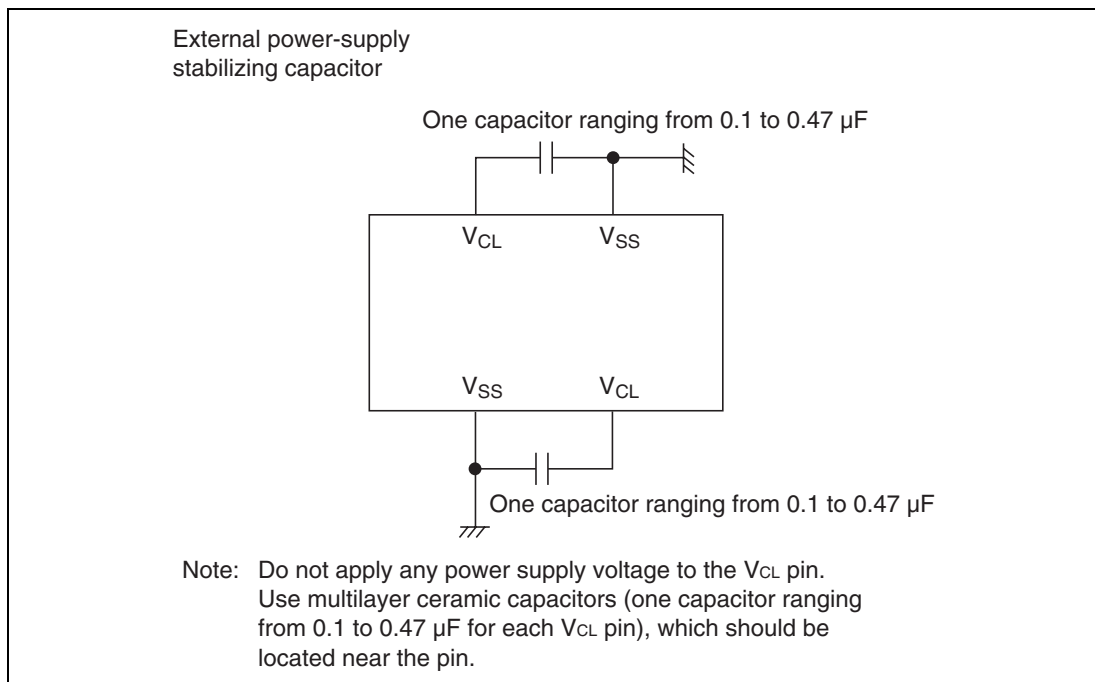 External power-supply
stabilizing capacitor
One capacitor ranging from 0.1 to 0.47 µF
VCL
VSS
VSS
VCL
One capacitor ranging from 0.1 to 0.47 µF
Note: Do not apply any power supply voltage to the VCL pin.
Use multilayer ceramic capacitors (one capacitor ranging
from 0.1 to 0.47 µF for each VCL pin), which should be
located near the pin.